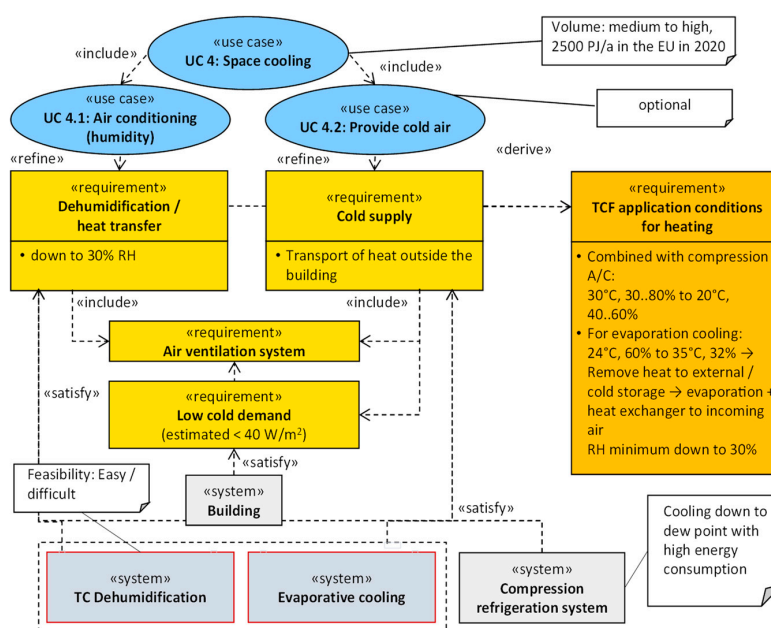 «use case»
UC 4: Space cooling
Volume: medium to high,
2500 PJ/a in the EU in 2020
«include»
«include»
«use case»
UC 4.1: Air conditioning
(humidity)
«use case»
UC 4.2: Provide cold air
optional
«refine»
«refine»
«derive»
«requirement»
Dehumidification /
heat transfer
• down to 30% RH
«requirement»
Cold supply
• Transport of heat outside the
building
«requirement»
TCF application conditions
for heating
• Combined with compression
A/C:
30°C, 30..80% to 20°C,
40..60%
• For evaporation cooling:
24°C, 60% to 35°C, 32% →
Remove heat to external /
cold storage → evaporation +
heat exchanger to incoming
air
RH minimum down to 30%
«include»
«include»
«requirement»
Air ventilation system
«satisfy»
«requirement»
Low cold demand
(estimated < 40 W/m²)
«satisfy»
Feasibility: Easy /
difficult
«system»
Building
«satisfy»
Cooling down to
dew point with
high energy
consumption
«system»
TC Dehumidification
«system»
Evaporative cooling
«system»
Compression
refrigeration system